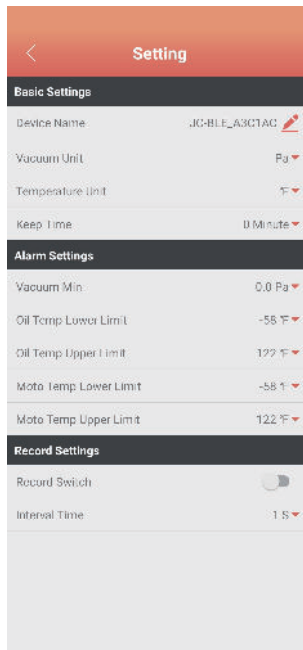 Setting
Basic Settings
Device Name JC-BLE_A3C1AC
Vacuum Unit Pa
Temperature Unit °F
Keep Time 0 Minute
Alarm Settings
Vacuum Min 0.0 Pa
Oil Temp Lower Limit -58 °F
Oil Temp Upper Limit 122 °F
Moto Temp Lower Limit -58 °F
Moto Temp Upper Limit 122 °F
Record Settings
Record Switch
Interval Time 1 S